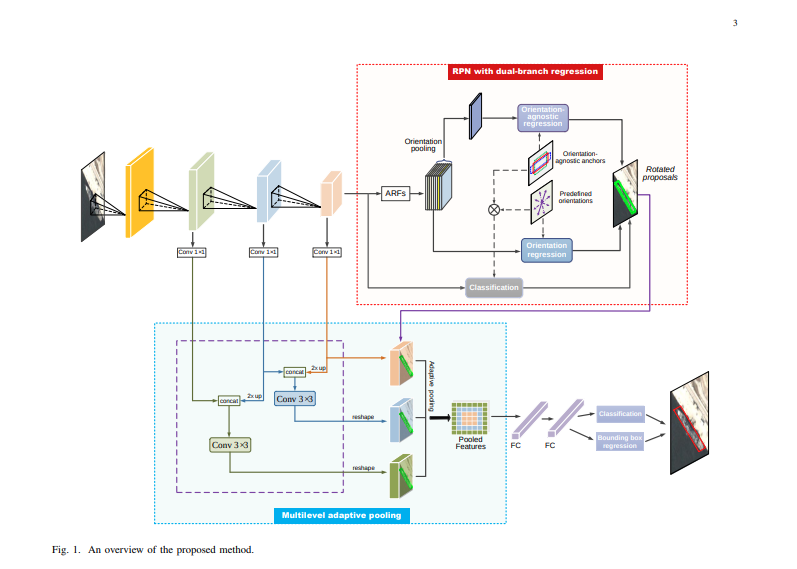 3
RPN with dual-branch regression
Orientation-
agnostic
regression
Orientation
pooling
Orientation-
agnostic anchors
Rotated
proposals
ARFs
Predefined
orientations
Orientation
regression
Conv 1×1
Conv 1×1
Conv 1×1
Classification
2x up
concat
2x up
concat
Conv 3×3
Conv 3×3
reshape
reshape
Adaptive pooling
Pooled
Features
FC
FC
Classification
Bounding box
regression
Multilevel adaptive pooling
Fig. 1. An overview of the proposed method.